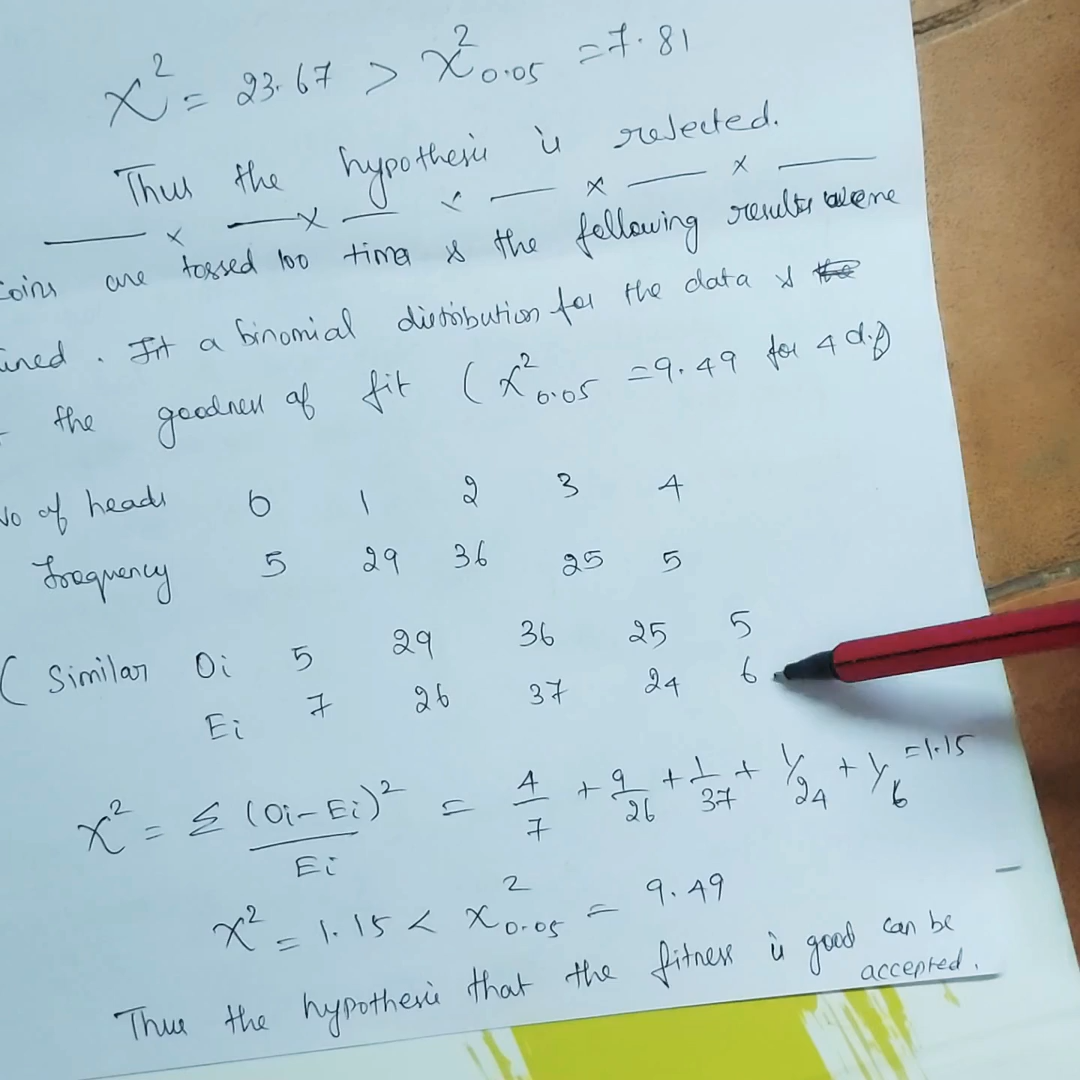 χ² = 23.67 > χ²0.05 = 7.81
Thus the hypothesis is rejected.
coins are tossed 100 times & the following results were
ined. Fit a binomial distribution for the data &
the goodness of fit ( χ²0.05 = 9.49 for 4 d.f)
No of heads 0 1 2 3 4
Frequency 5 29 36 25 5
( Similar Oi 5 29 36 25 5
Ei 7 26 37 24 6
χ² = Σ (Oi - Ei)² / Ei = 4/7 + 9/26 + 1/37 + 1/24 + 1/6 = 1.15
χ² = 1.15 < χ²0.05 = 9.49
Thus the hypothesis that the fitness is good can be
accepted.